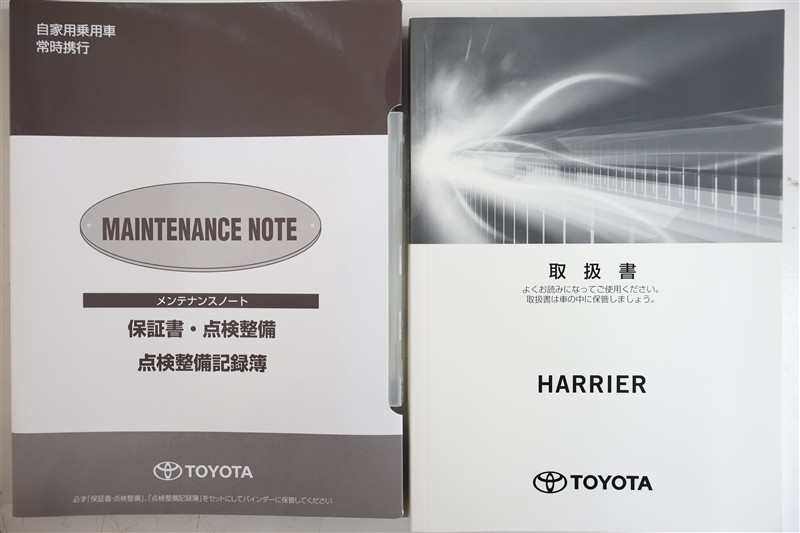 自家用乗用車
常時携行
MAINTENANCE NOTE
メンテナンスノート
保証書・点検整備
点検整備記録簿
TOYOTA
必ず「保証書・点検整備」、「点検整備記録簿」をセットにしてバインダーに保管してください
取扱書
よくお読みになってご使用ください。
取扱書は車の中に保管しましょう。
HARRIER
TOYOTA